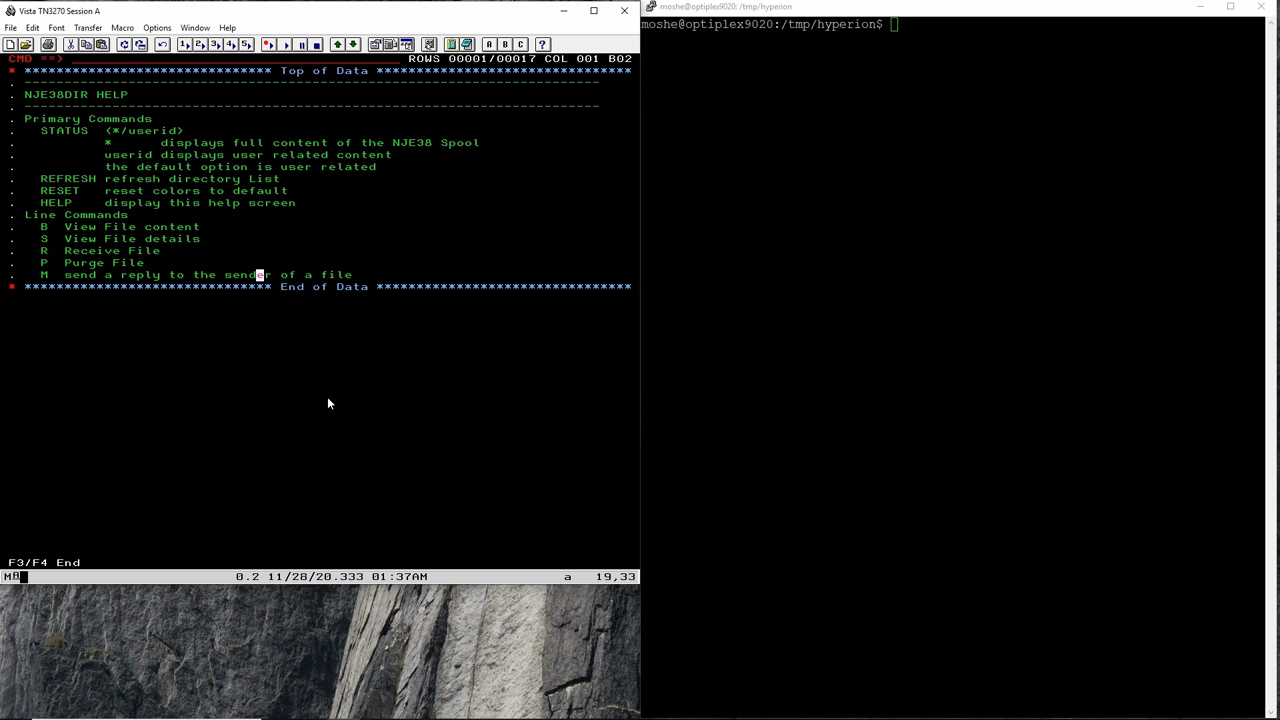 Vista TN3270 Session A
File Edit Font Transfer Macro Options Window Help
1 2 3 4 5 A B C ?
CMD ==> ROWS 00001/00017 COL 001 B02
* ******************************* Top of Data ********************************
. ------------------------------------------------------------------------
. NJE38DIR HELP
. ------------------------------------------------------------------------
. Primary Commands
. STATUS (*/userid)
. * displays full content of the NJE38 Spool
. userid displays user related content
. the default option is user related
. REFRESH refresh directory List
. RESET reset colors to default
. HELP display this help screen
. Line Commands
. B View File content
. S View File details
. R Receive File
. P Purge File
. M send a reply to the sender of a file
* ******************************* End of Data ********************************
F3/F4 End
0.2 11/28/20.333 01:37AM a 19,33
moshe@optiplex9020: /tmp/hyperion
moshe@optiplex9020:/tmp/hyperion$